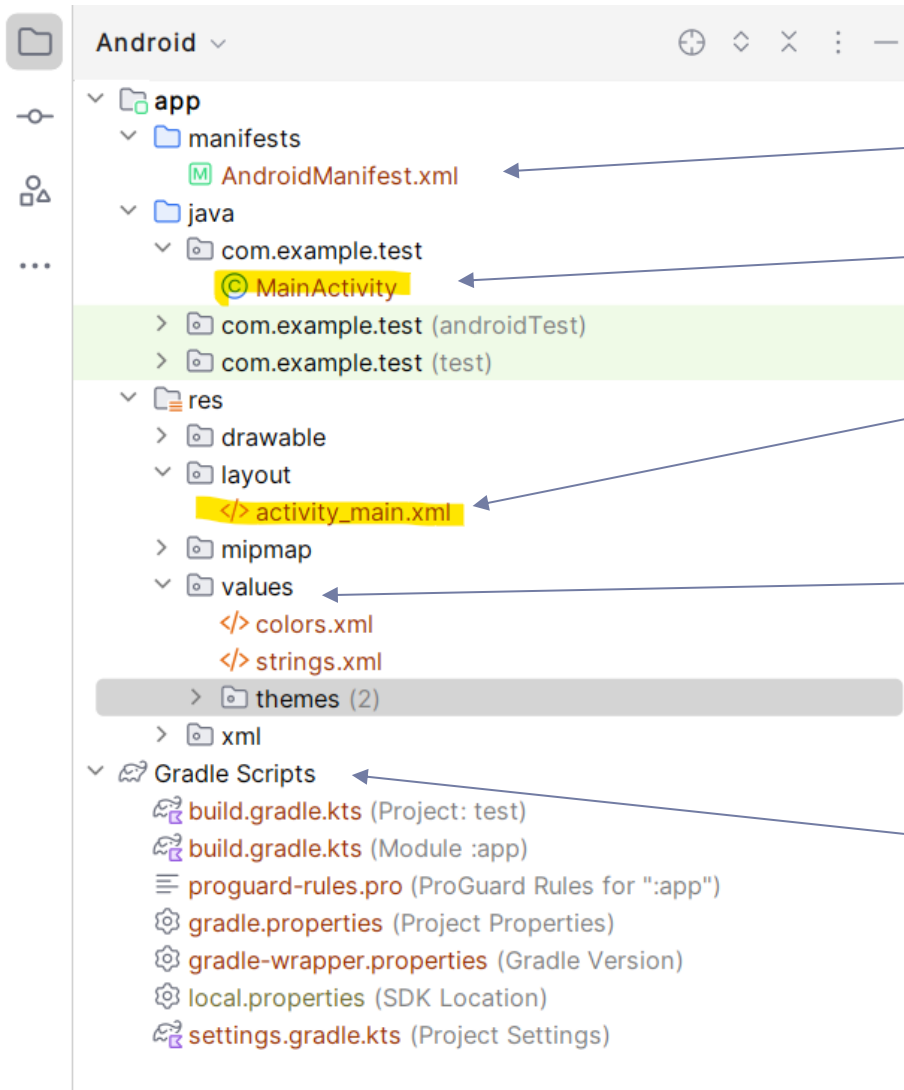 Android
app
manifests
M AndroidManifest.xml
java
com.example.test
C MainActivity
com.example.test (androidTest)
com.example.test (test)
res
drawable
layout
</> activity_main.xml
mipmap
values
</> colors.xml
</> strings.xml
themes (2)
xml
Gradle Scripts
build.gradle.kts (Project: test)
build.gradle.kts (Module :app)
proguard-rules.pro (ProGuard Rules for ":app")
gradle.properties (Project Properties)
gradle-wrapper.properties (Gradle Version)
local.properties (SDK Location)
settings.gradle.kts (Project Settings)